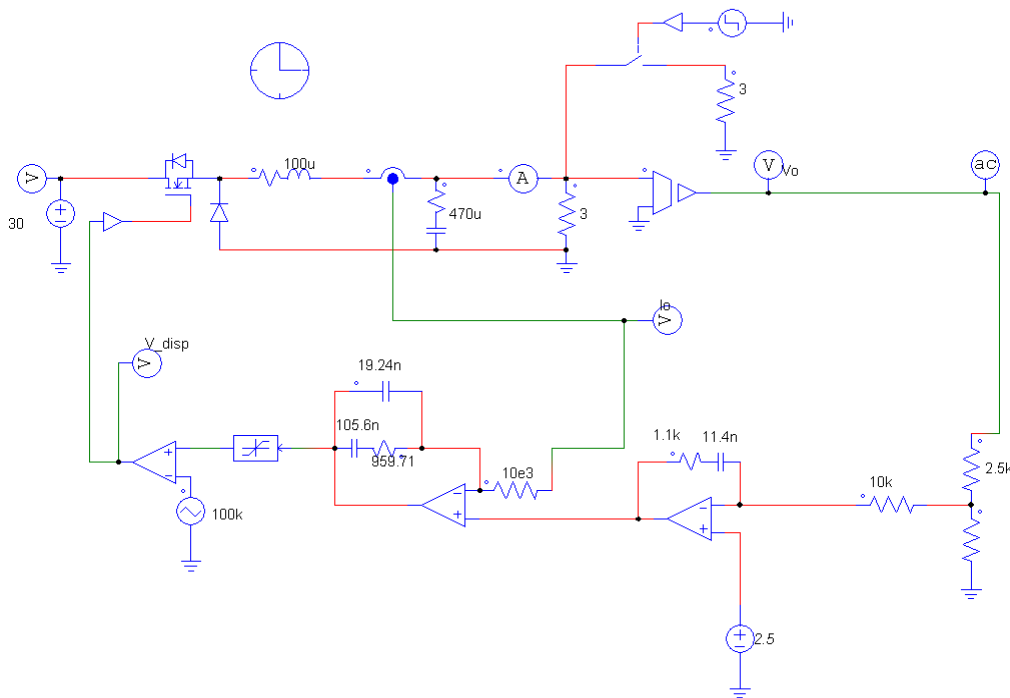 3
V
100u
A
V
Vo
ac
30
470u
3
Io
V
V_disp
V
19.24n
105.6n
959.71
1.1k
11.4n
10e3
10k
2.5k
100k
2.5